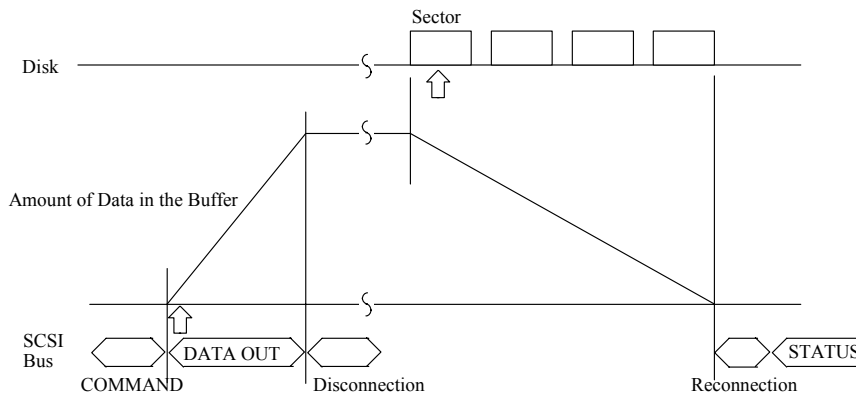 Sector
Disk
Amount of Data in the Buffer
SCSI
Bus
DATA OUT
STATUS
COMMAND
Disconnection
Reconnection